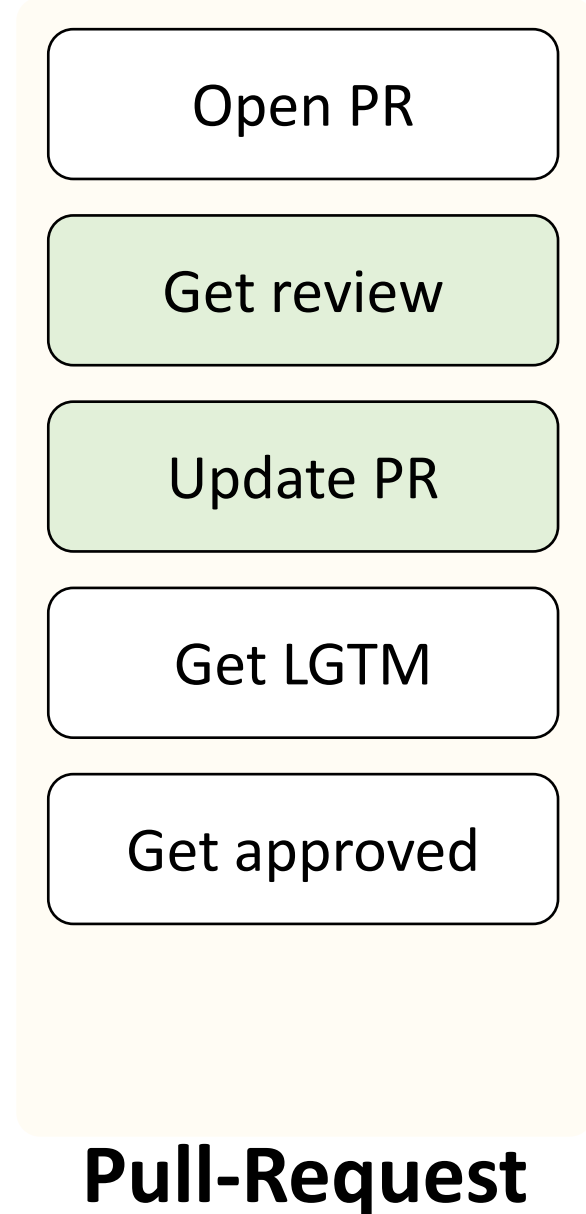 Open PR
Get review
Update PR
Get LGTM
Get approved
Pull-Request